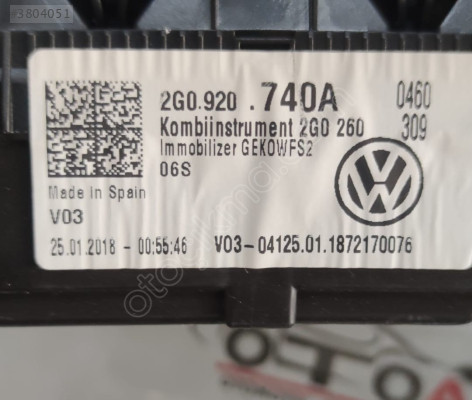 #3804051
2G0.920 .740A 0460
Kombiinstrument 2G0 260 309
Immobilizer GEKOWFS2
06S
Made in Spain
V03
25.01.2018 - 00:55:46 V03-04125.01.1872170076